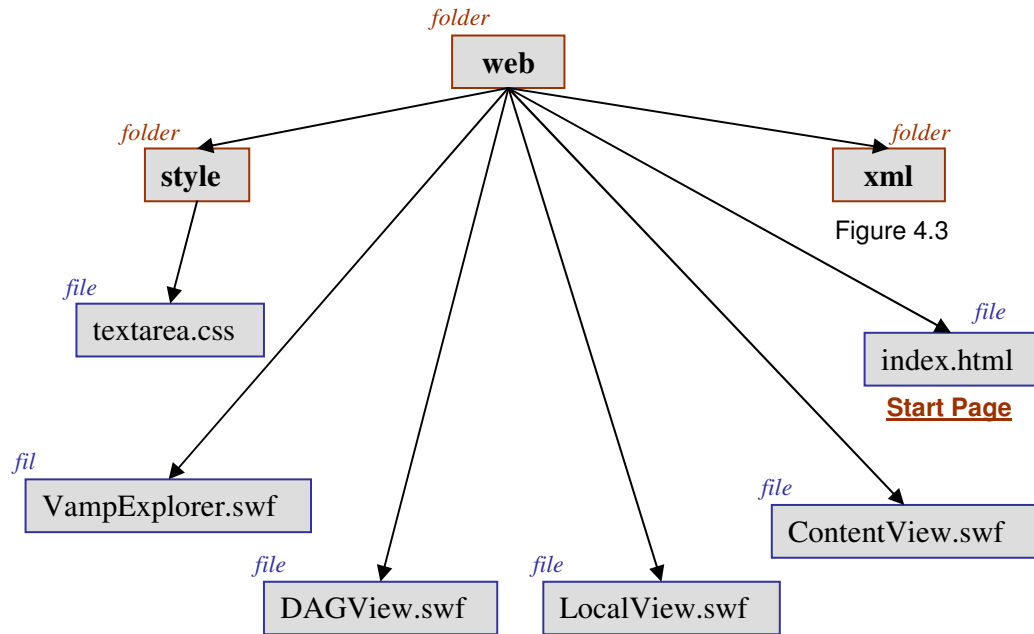 folder
web
folder
style
folder
xml
Figure 4.3
file
textarea.css
file
index.html
Start Page
fil
VampExplorer.swf
file
ContentView.swf
file
DAGView.swf
file
LocalView.swf